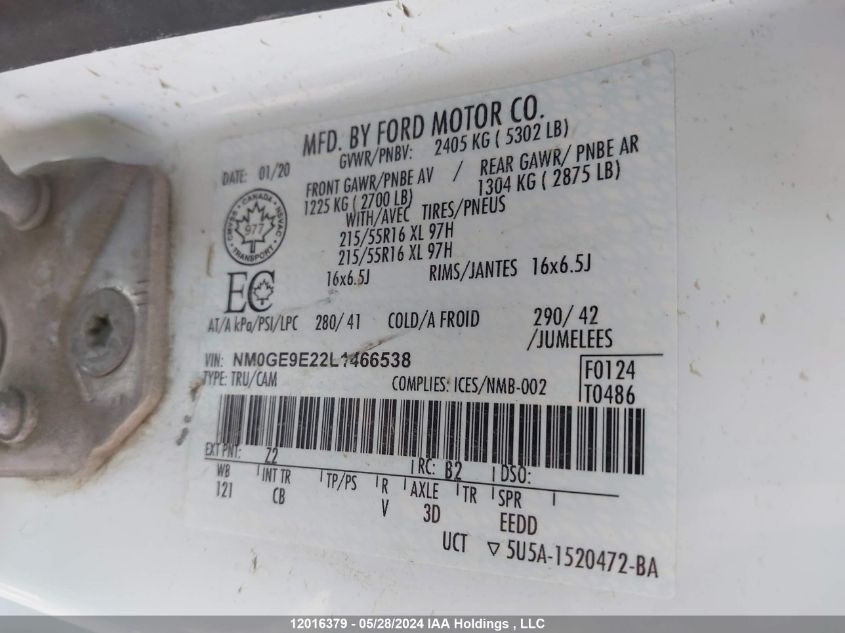 MFD. BY FORD MOTOR CO.
DATE: 01/20 GVWR/PNBV: 2405 KG ( 5302 LB)
FRONT GAWR/PNBE AV / REAR GAWR/ PNBE AR
1225 KG ( 2700 LB) 1304 KG ( 2875 LB)
WITH/AVEC TIRES/PNEUS
215/55R16 XL 97H
215/55R16 XL 97H
16x6.5J RIMS/JANTES 16x6.5J
CANADA
977
TRANSPORT
EC
AT/A kPa/PSI/LPC 280/ 41 COLD/A FROID 290/ 42
/JUMELEES
VIN: NM0GE9E22L1466538 F0124
TYPE: TRU/CAM COMPLIES: ICES/NMB-002 T0486
EXT PNT: Z2 RC: B2 DSO:
WB INT TR TP/PS R AXLE TR SPR
121 CB V 3D EEDD
UCT ▽ 5U5A-1520472-BA
12016379 - 05/28/2024 IAA Holdings , LLC